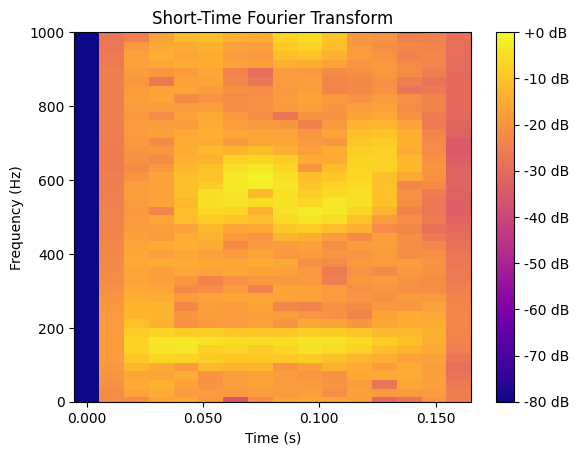 Short-Time Fourier Transform
Frequency (Hz)
1000
800
600
400
200
0
0.000
0.050
0.100
0.150
Time (s)
+0 dB
-10 dB
-20 dB
-30 dB
-40 dB
-50 dB
-60 dB
-70 dB
-80 dB